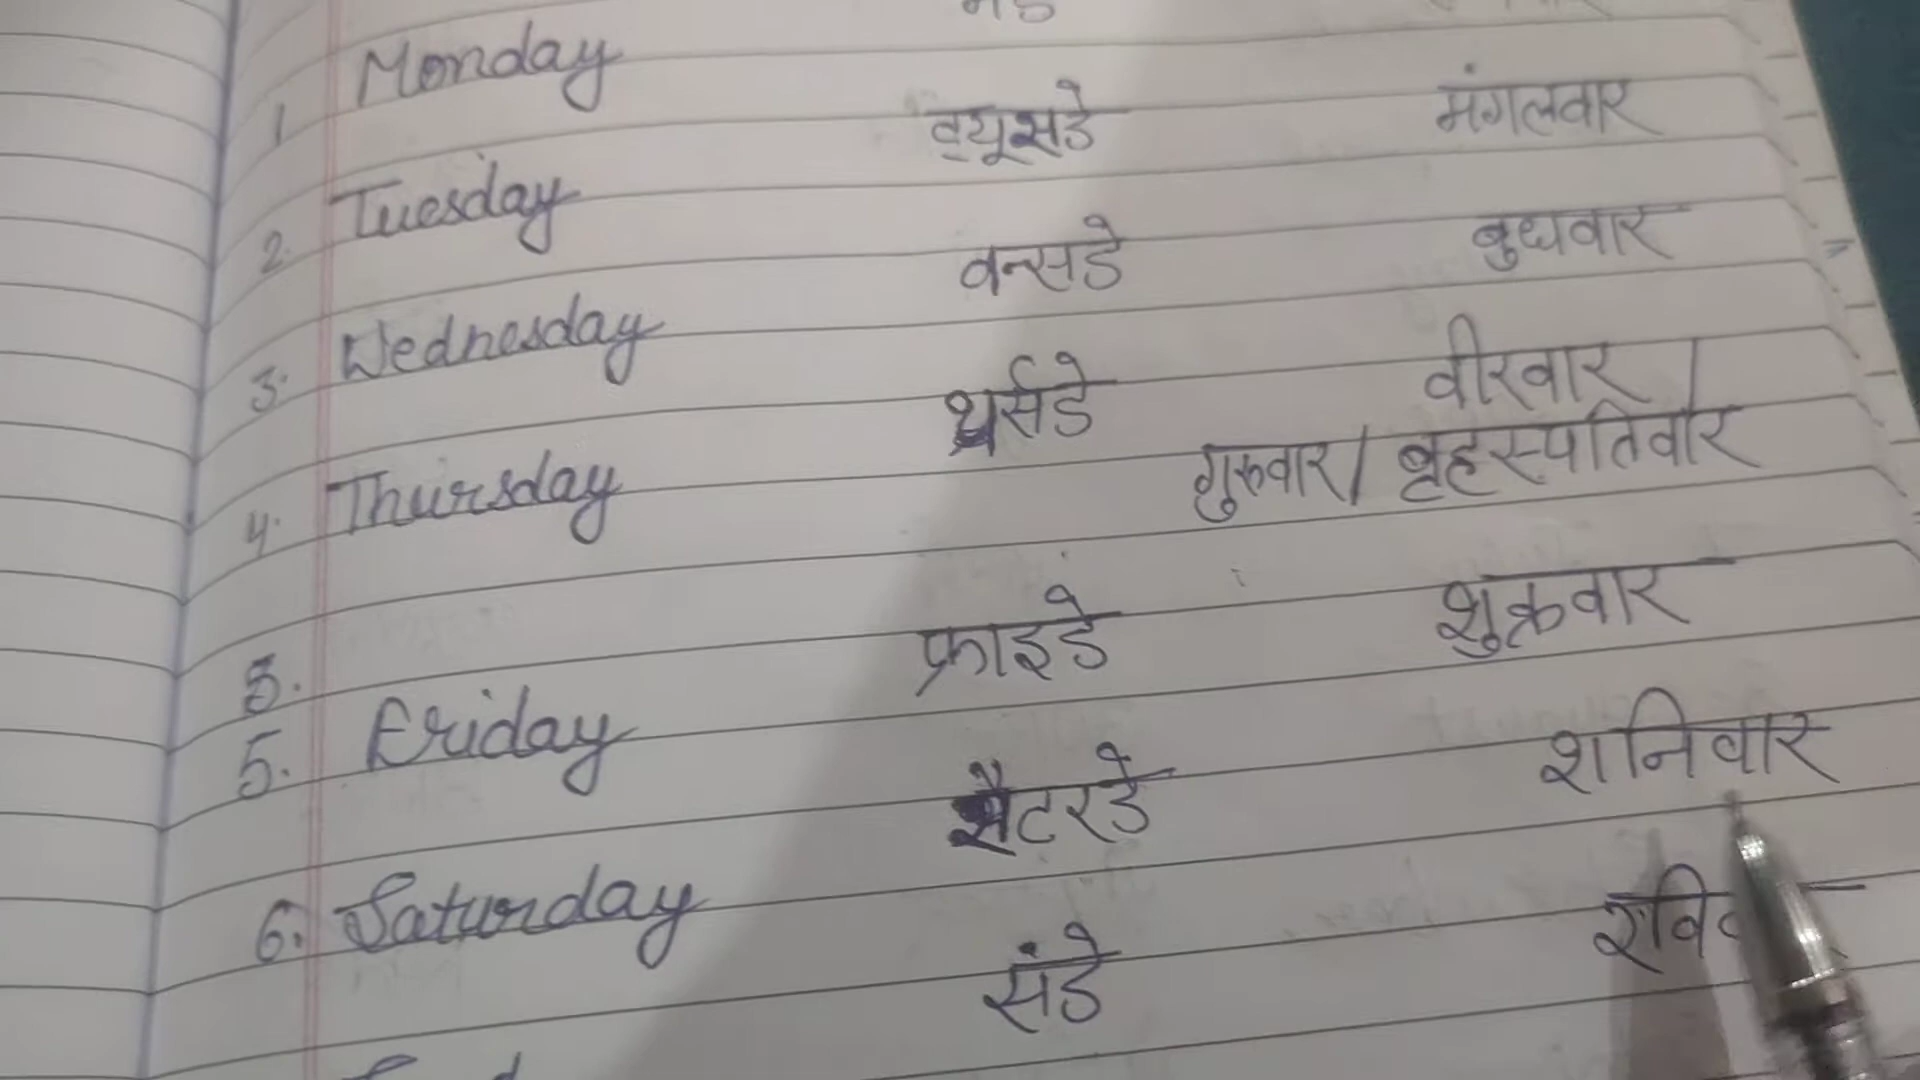 1 Monday
2. Tuesday ट्यूसडे मंगलवार
3. Wednesday वन्सडे बुधवार
4. Thursday थर्सडे वीरवार /
गुरुवार / बृहस्पतिवार
5. Friday फ्राइडे शुक्रवार
6. Saturday सैटरडे शनिवार
संडे